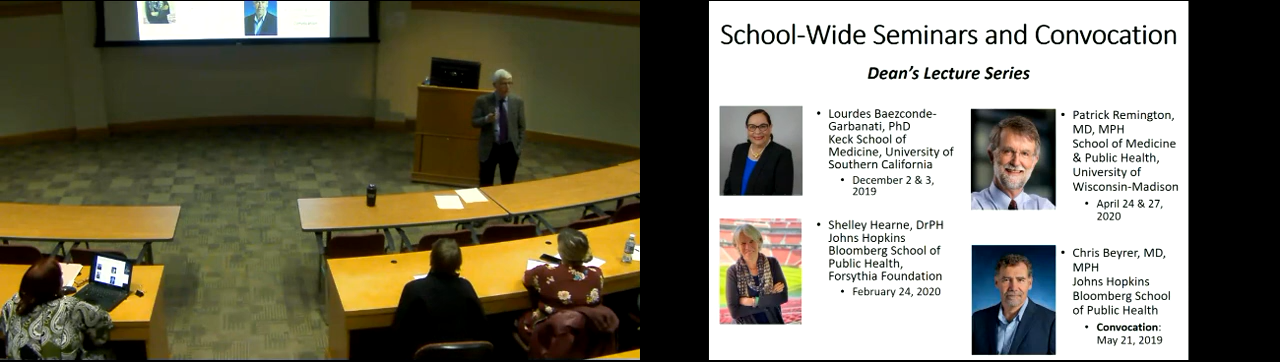 School-Wide Seminars and Convocation
Dean's Lecture Series
• Lourdes Baezconde-
Garbanati, PhD
Keck School of
Medicine, University of
Southern California
• December 2 & 3,
2019
• Shelley Hearne, DrPH
Johns Hopkins
Bloomberg School of
Public Health,
Forsythia Foundation
• February 24, 2020
• Patrick Remington,
MD, MPH
School of Medicine
& Public Health,
University of
Wisconsin-Madison
• April 24 & 27,
2020
• Chris Beyrer, MD,
MPH
Johns Hopkins
Bloomberg School
of Public Health
• Convocation:
May 21, 2019